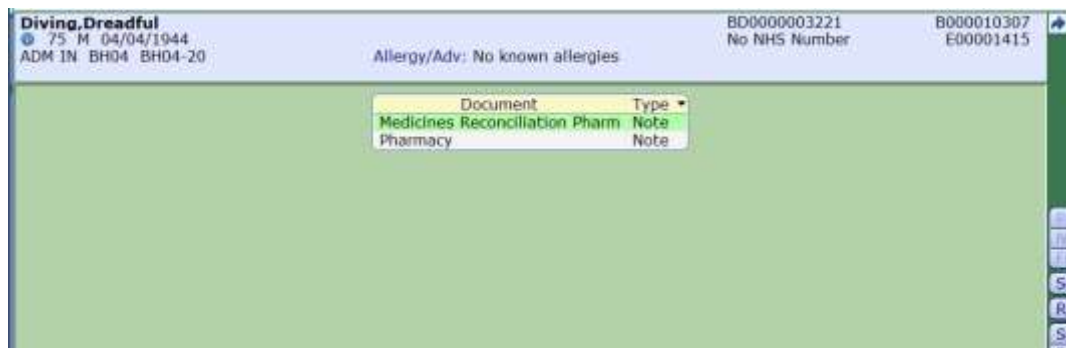 Diving,Dreadful BD0000003221 B000010307
75 M 04/04/1944 No NHS Number E00001415
ADM IN BH04 BH04-20 Allergy/Adv: No known allergies
Document Type
Medicines Reconciliation Pharm Note
Pharmacy Note
S
R
S